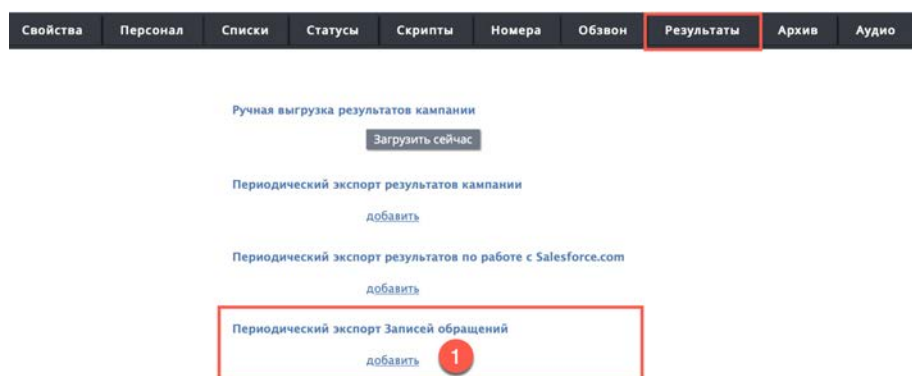 Свойства Персонал Списки Статусы Скрипты Номера Обзвон Результаты Архив Аудио
Ручная выгрузка результатов кампании
Загрузить сейчас
Периодический экспорт результатов кампании
добавить
Периодический экспорт результатов по работе с Salesforce.com
добавить
Периодический экспорт Записей обращений
добавить 1